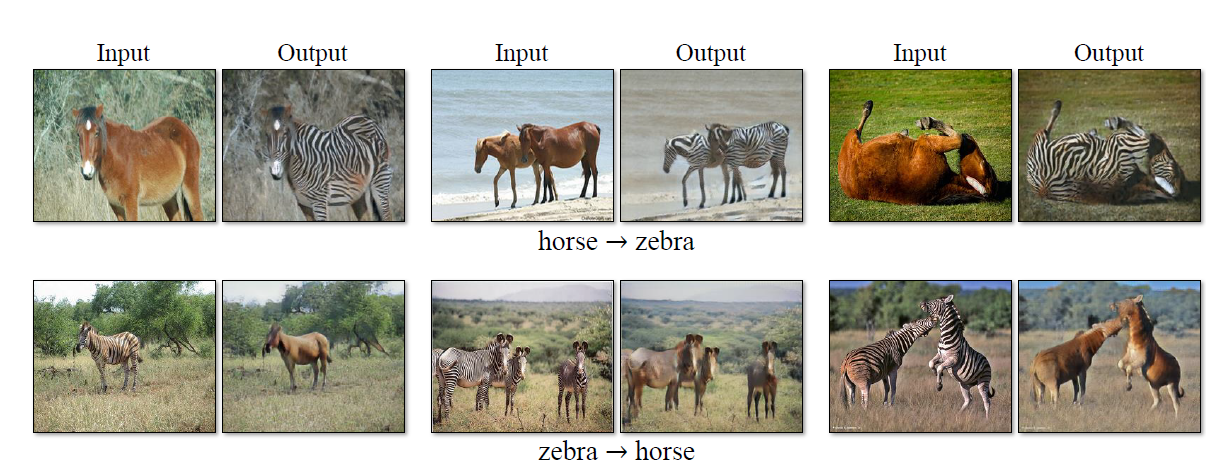 Input Output Input Output Input Output
horse → zebra
zebra → horse